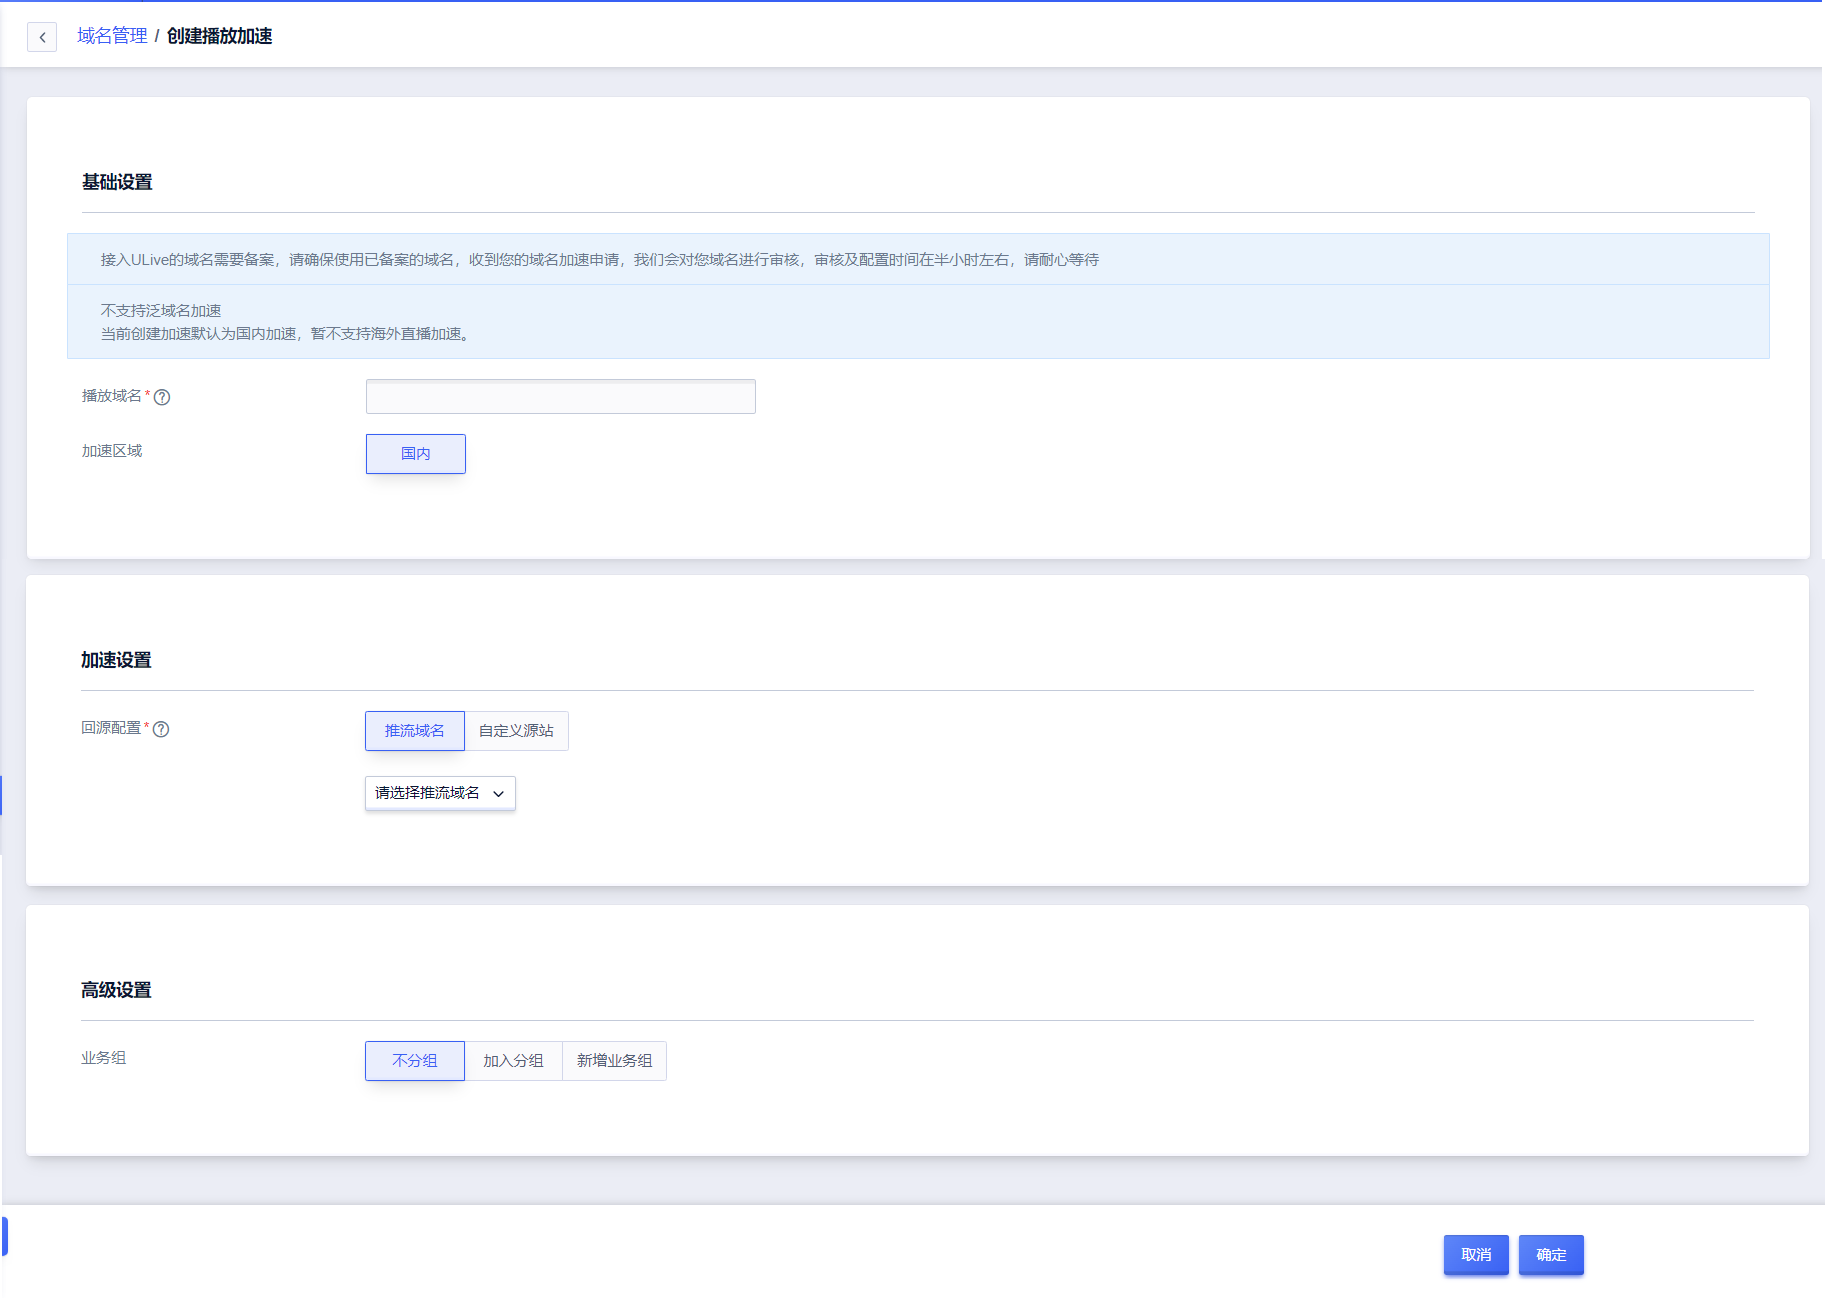 域名管理 / 创建播放加速
基础设置
接入ULive的域名需要备案，请确保使用已备案的域名，收到您的域名加速申请，我们会对您域名进行审核，审核及配置时间在半小时左右，请耐心等待
不支持泛域名加速
当前创建加速默认为国内加速，暂不支持海外直播加速。
播放域名*
加速区域 国内
加速设置
回源配置* 推流域名 自定义源站
请选择推流域名
高级设置
业务组 不分组 加入分组 新增业务组
取消 确定